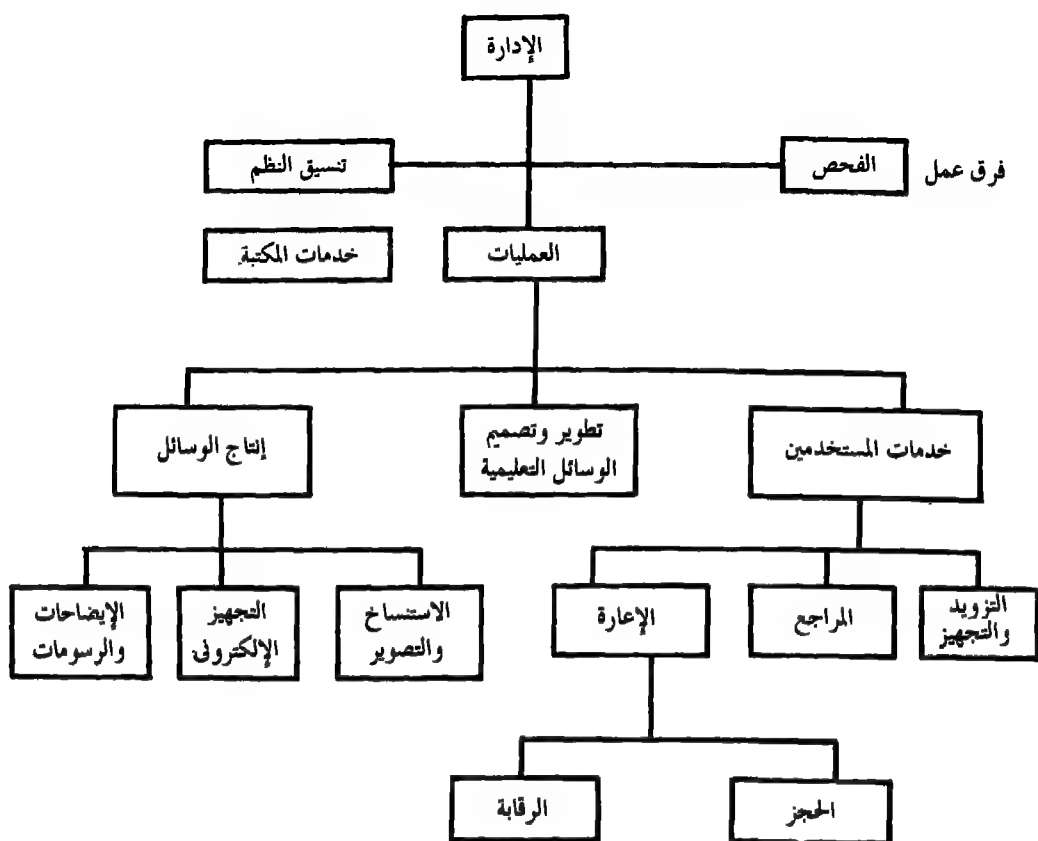 الإدارة
فرق عمل
الفحص
تنسيق النظم
العمليات
خدمات المكتبة
خدمات المستخدمين
تطوير وتصميم
الوسائل التعليمية
إنتاج الوسائل
التزويد
والتجهيز
المراجع
الإعارة
الاستنساخ
والتصوير
التجهيز
الإلكترونى
الإيضاحات
والرسومات
الحجز
الرقابة